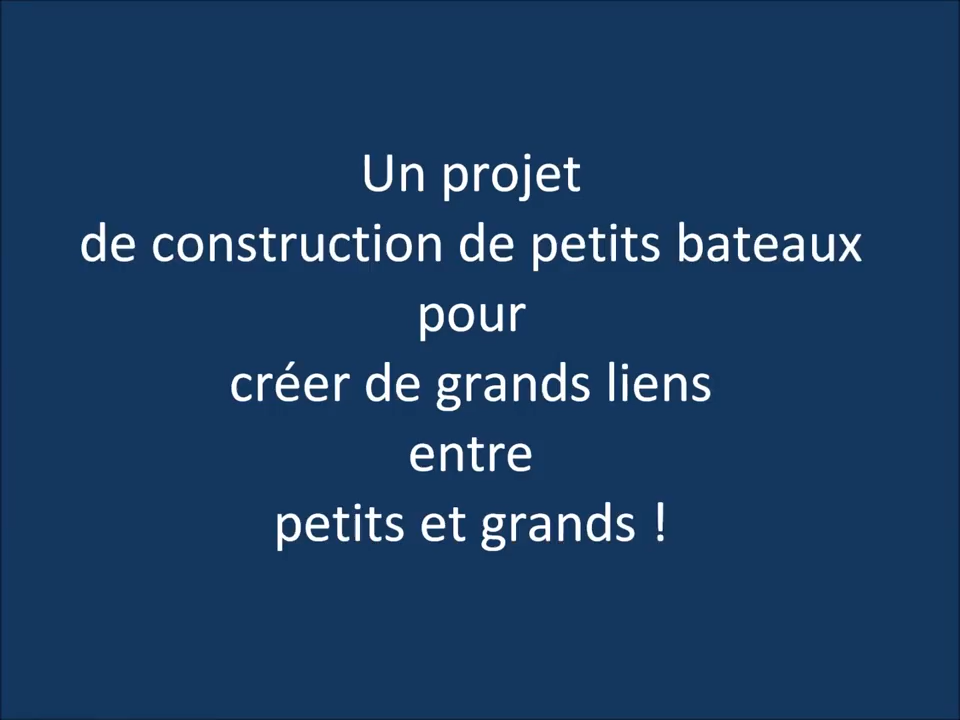 Un projet
de construction de petits bateaux
pour
créer de grands liens
entre
petits et grands !